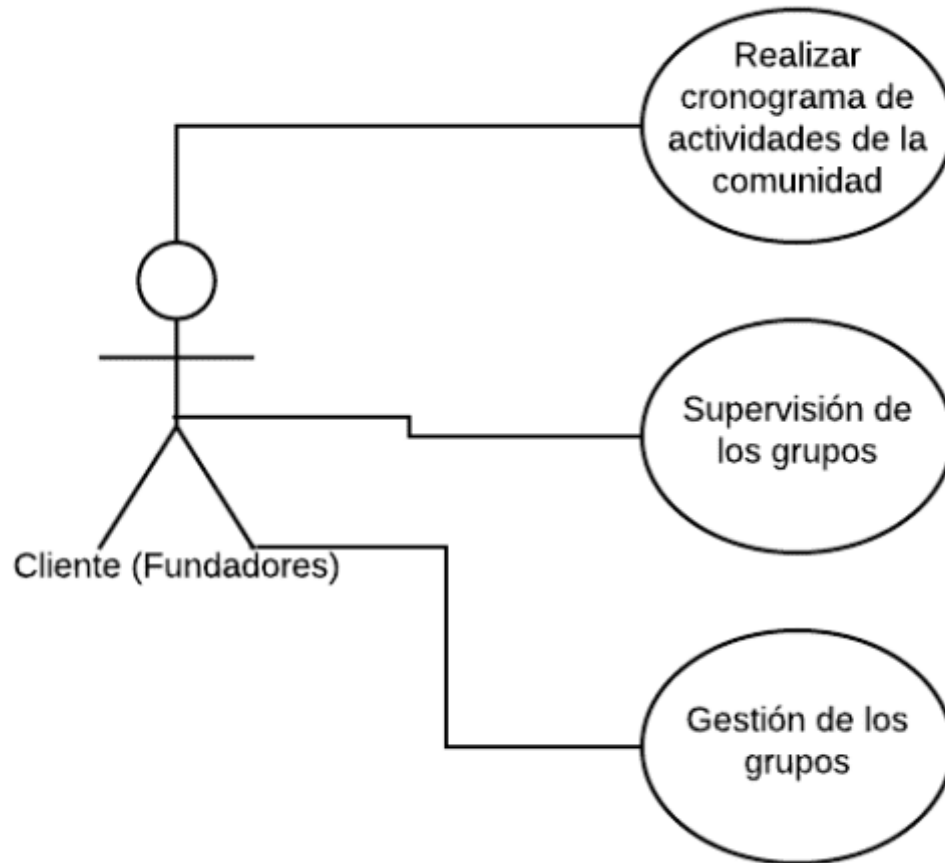 Realizar
cronograma de
actividades de la
comunidad
Supervisión de
los grupos
Cliente (Fundadores)
Gestión de los
grupos